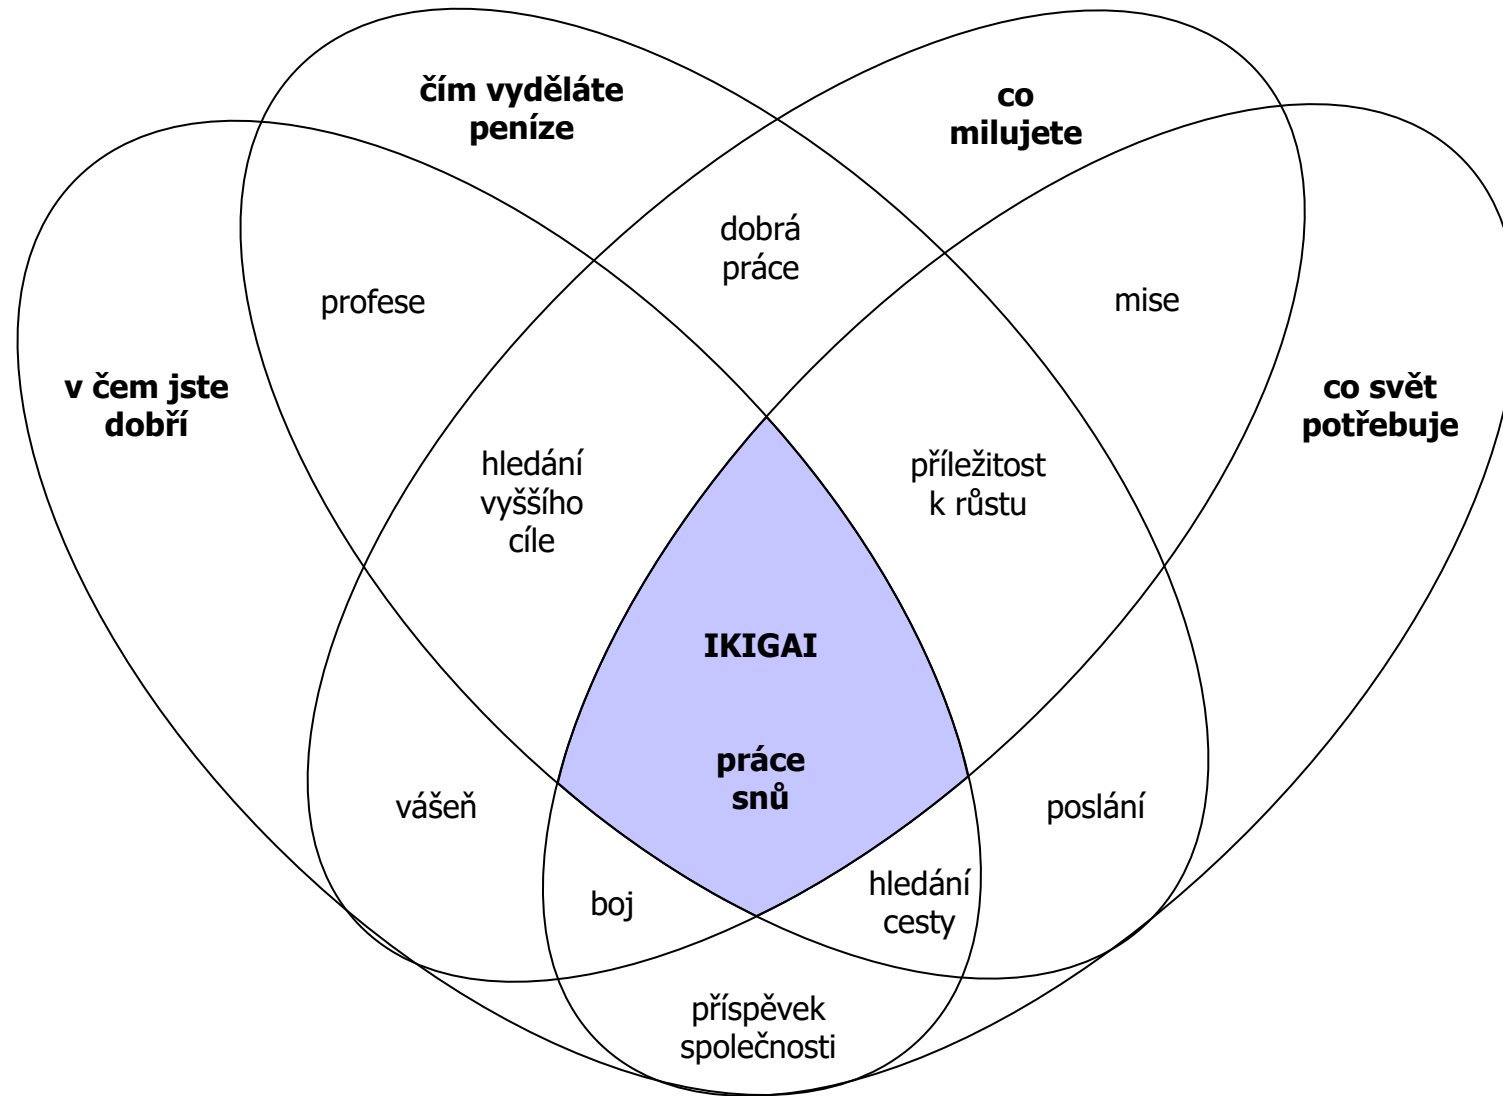 čím vyděláte
peníze
co
milujete
dobrá
práce
profese
mise
v čem jste
dobří
co svět
potřebuje
hledání
vyššího
cíle
příležitost
k růstu
IKIGAI
práce
snů
vášeň
poslání
boj
hledání
cesty
příspěvek
společnosti